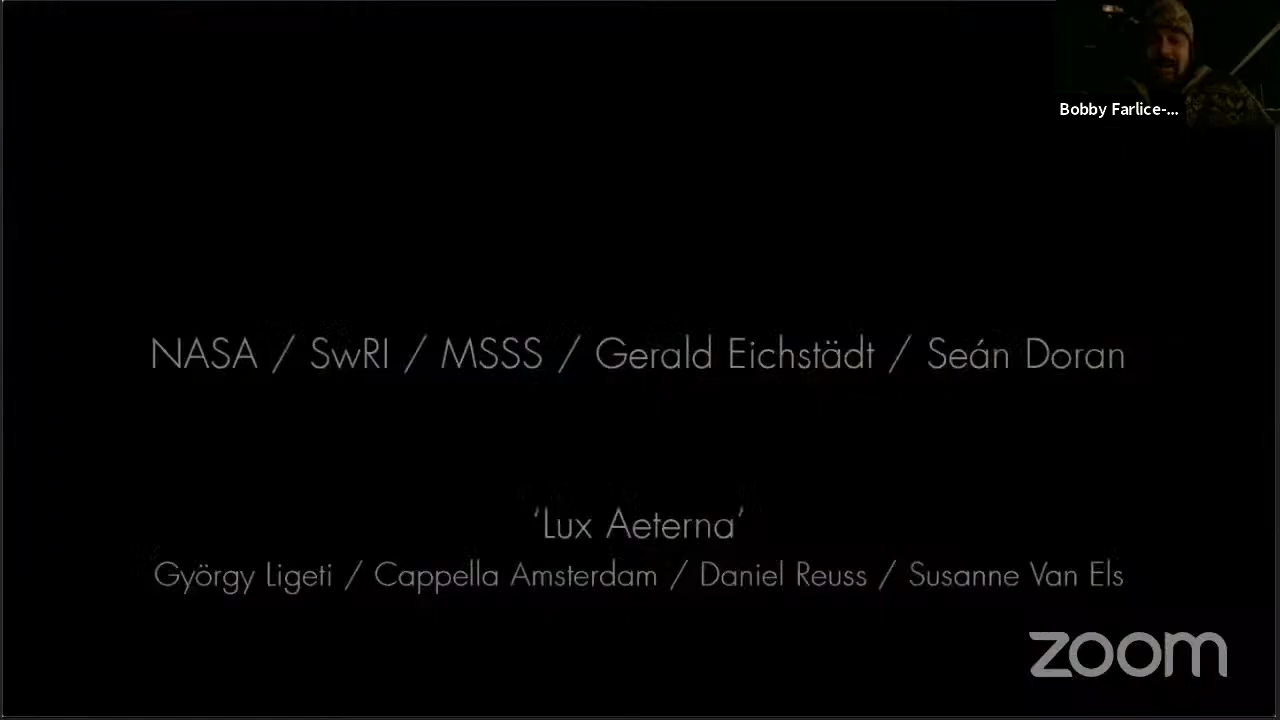 Bobby Farlice-...
NASA / SwRI / MSSS / Gerald Eichstädt / Seán Doran
‘Lux Aeterna’
György Ligeti / Cappella Amsterdam / Daniel Reuss / Susanne Van Els
zoom